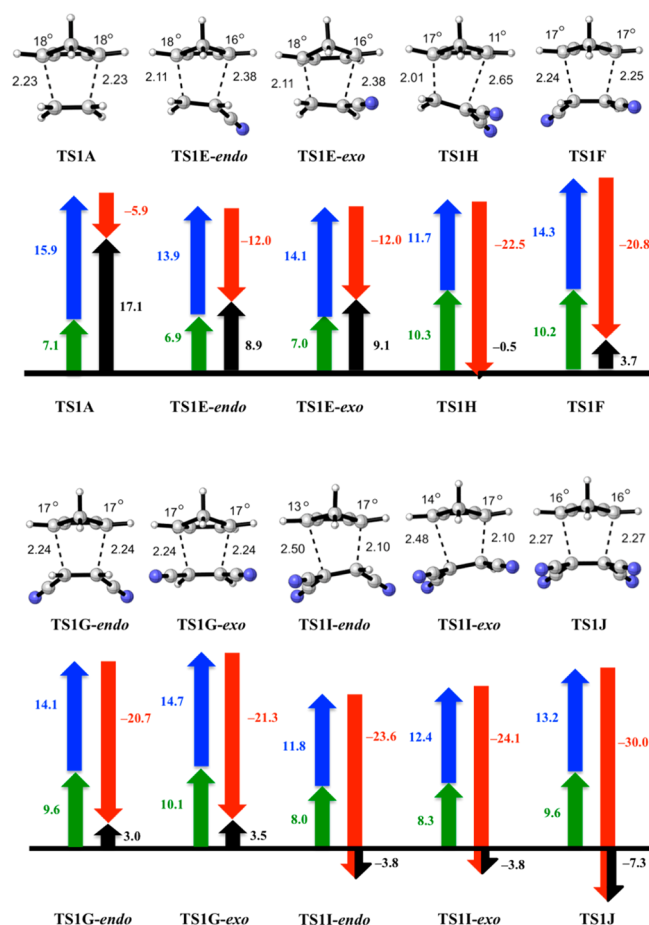 18° 18° 18° 16° 18° 16° 17° 11° 17° 17°
2.23 2.23 2.11 2.38 2.11 2.38 2.01 2.65 2.24 2.25
TS1A TS1E-endo TS1E-exo TS1H TS1F
15.9 −5.9 13.9 −12.0 14.1 −12.0 11.7 −22.5 14.3 −20.8
7.1 17.1 6.9 8.9 7.0 9.1 10.3 −0.5 10.2 3.7
TS1A TS1E-endo TS1E-exo TS1H TS1F
17° 17° 17° 17° 13° 17° 14° 17° 16° 16°
2.24 2.24 2.24 2.24 2.50 2.10 2.48 2.10 2.27 2.27
TS1G-endo TS1G-exo TS1I-endo TS1I-exo TS1J
14.1 −20.7 14.7 −21.3 11.8 −23.6 12.4 −24.1 13.2 −30.0
9.6 3.0 10.1 3.5 8.0 −3.8 8.3 −3.8 9.6 −7.3
TS1G-endo TS1G-exo TS1I-endo TS1I-exo TS1J